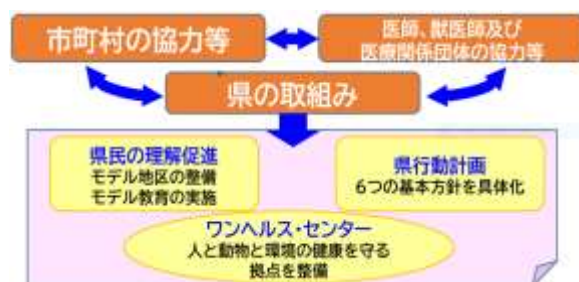 市町村の協力等
医師、獣医師及び
医療関係団体の協力等
県の取組み
県民の理解促進
モデル地区の整備
モデル教育の実施
県行動計画
6つの基本方針を具体化
ワンヘルス・センター
人と動物と環境の健康を守る
拠点を整備